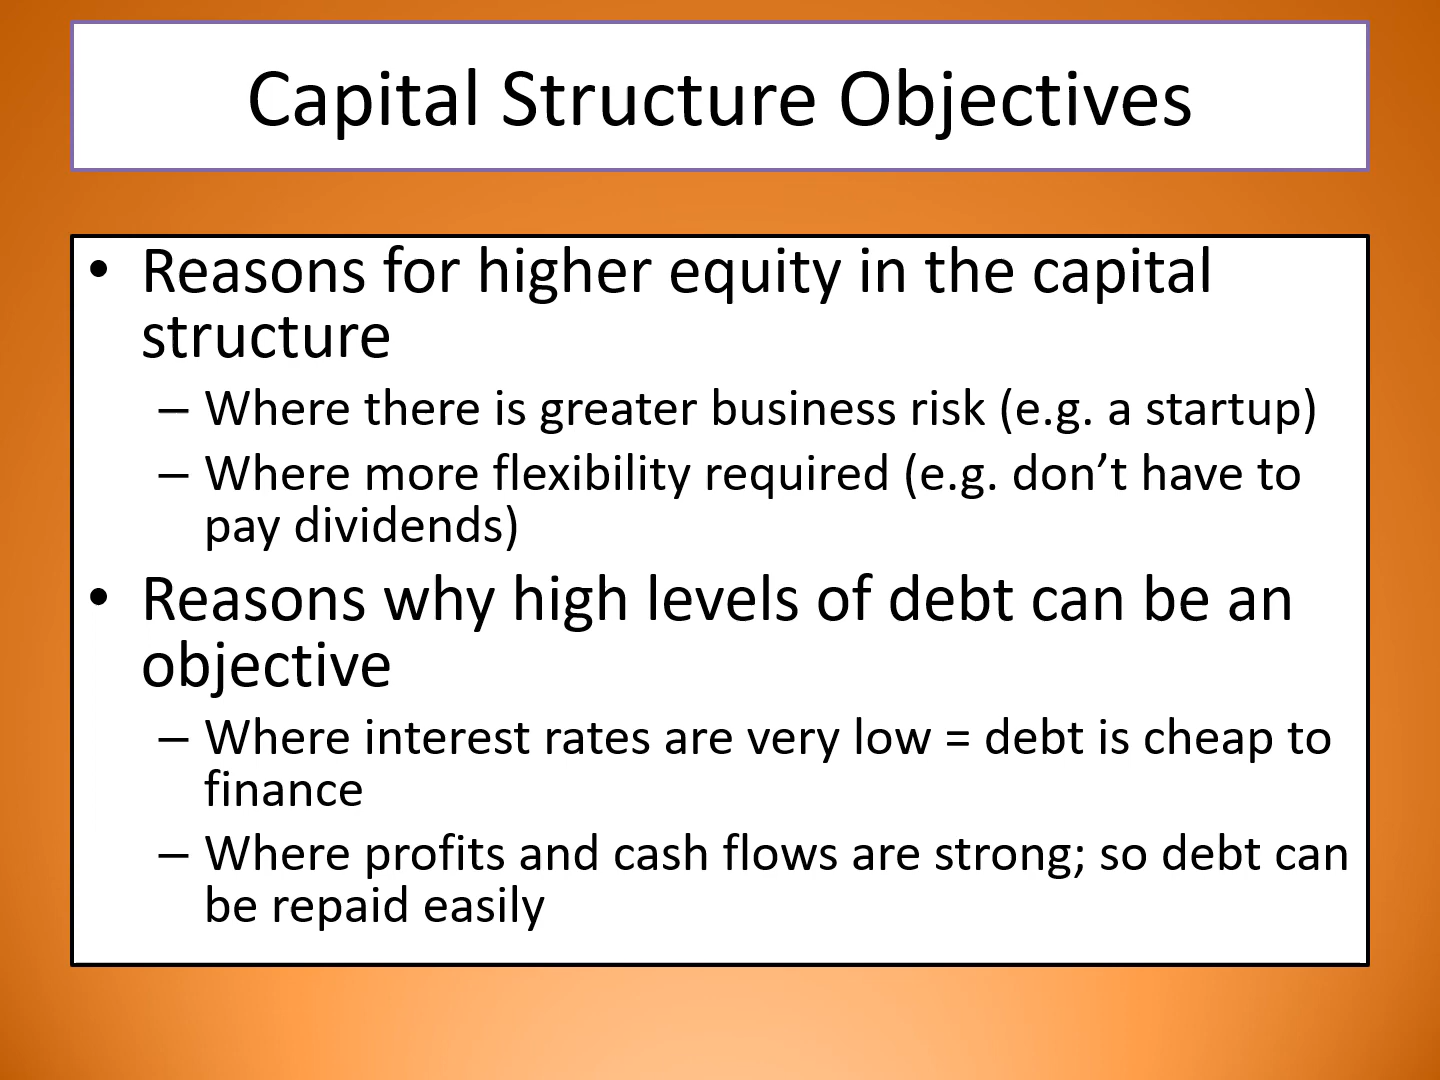 Capital Structure Objectives
• Reasons for higher equity in the capital
structure
– Where there is greater business risk (e.g. a startup)
– Where more flexibility required (e.g. don’t have to
pay dividends)
• Reasons why high levels of debt can be an
objective
– Where interest rates are very low = debt is cheap to
finance
– Where profits and cash flows are strong; so debt can
be repaid easily